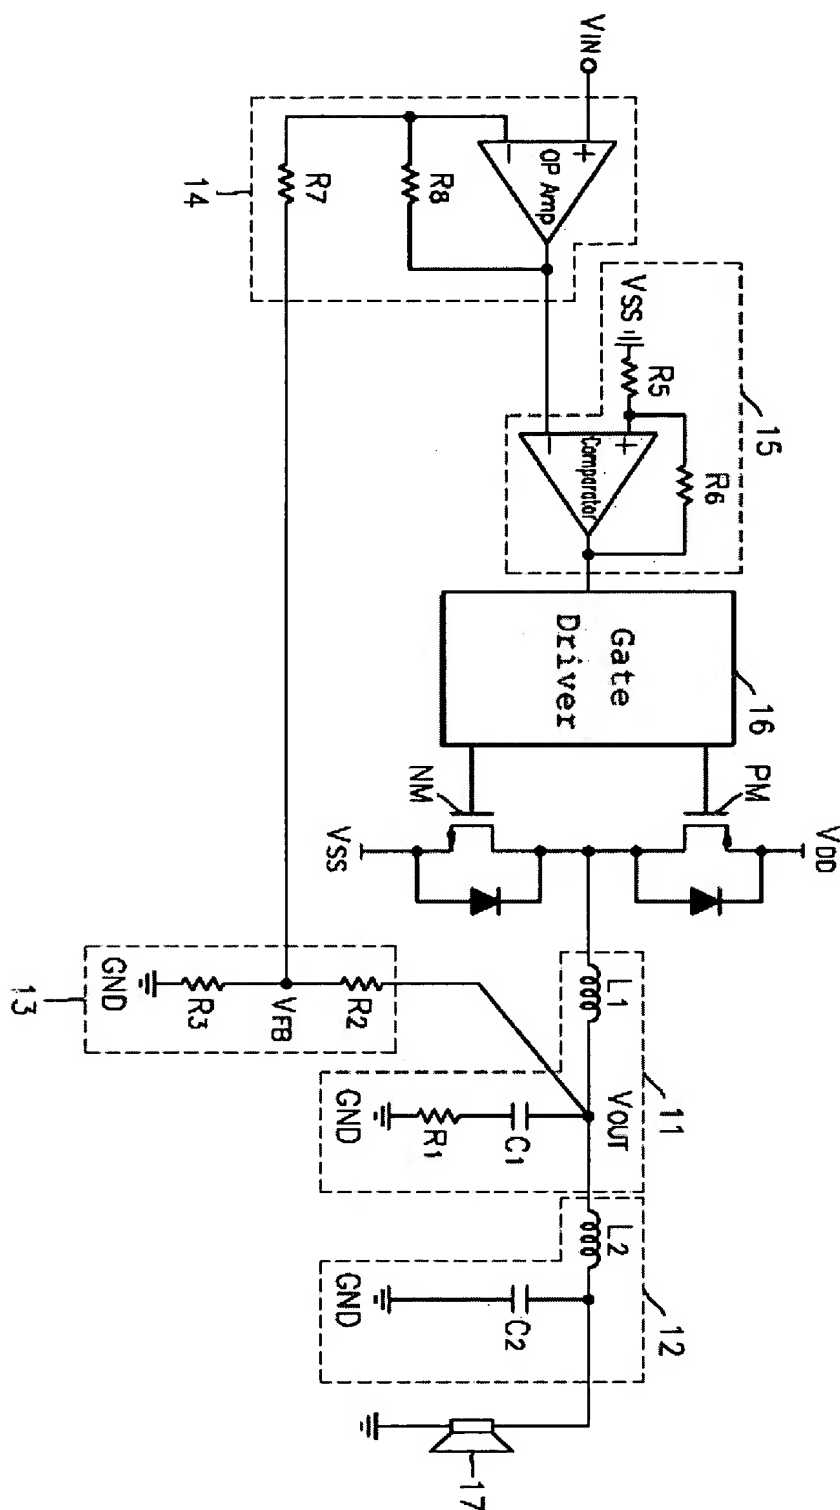 VIN
14
R7
R8
OP Amp
+
-
VSS
R5
15
Comparator
+
-
R6
Gate
Driver
16
NM
PM
VSS
VDD
13
GND
R3
VFB
R2
L1
11
VOUT
GND
R1
C1
L2
12
GND
C2
17